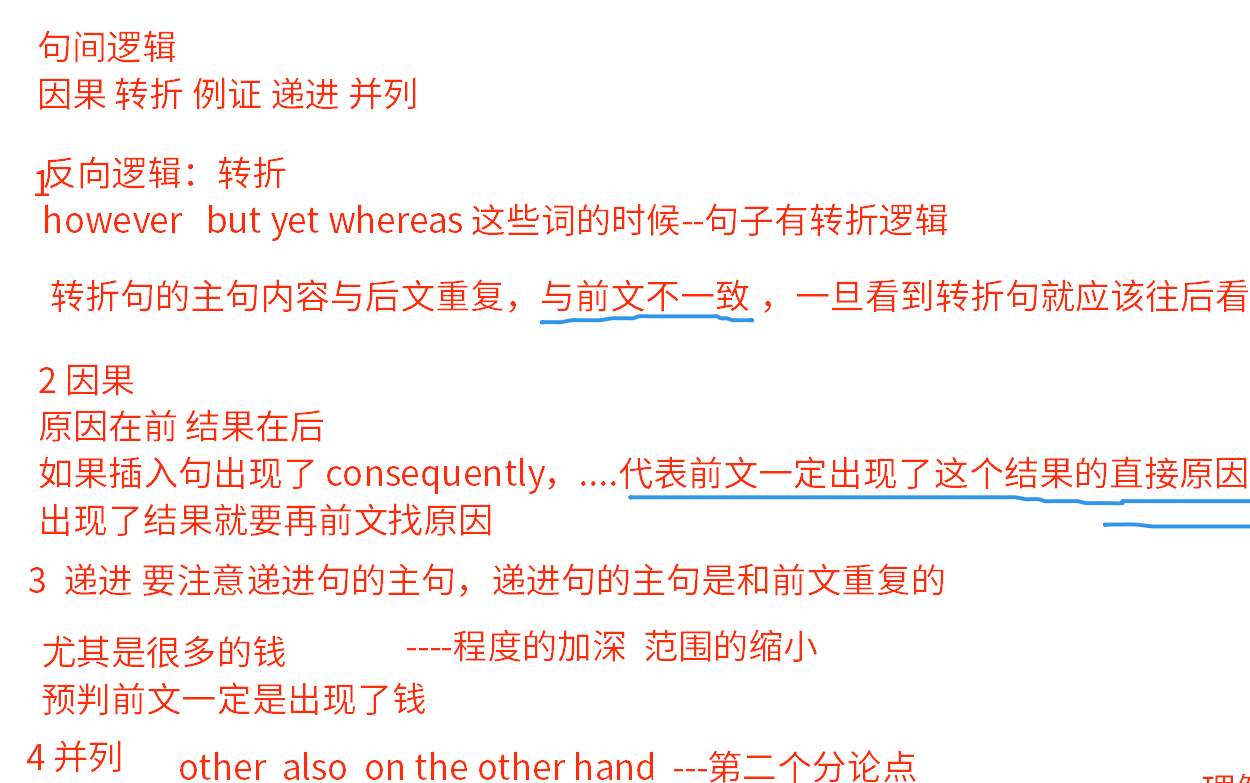 句间逻辑
因果 转折 例证 递进 并列
1反向逻辑：转折
however but yet whereas 这些词的时候--句子有转折逻辑
转折句的主句内容与后文重复，与前文不一致 ，一旦看到转折句就应该往后看
2 因果
原因在前 结果在后
如果插入句出现了 consequently，....代表前文一定出现了这个结果的直接原因
出现了结果就要再前文找原因
3 递进 要注意递进句的主句，递进句的主句是和前文重复的
尤其是很多的钱 ----程度的加深 范围的缩小
预判前文一定是出现了钱
4 并列 other also on the other hand ---第二个分论点